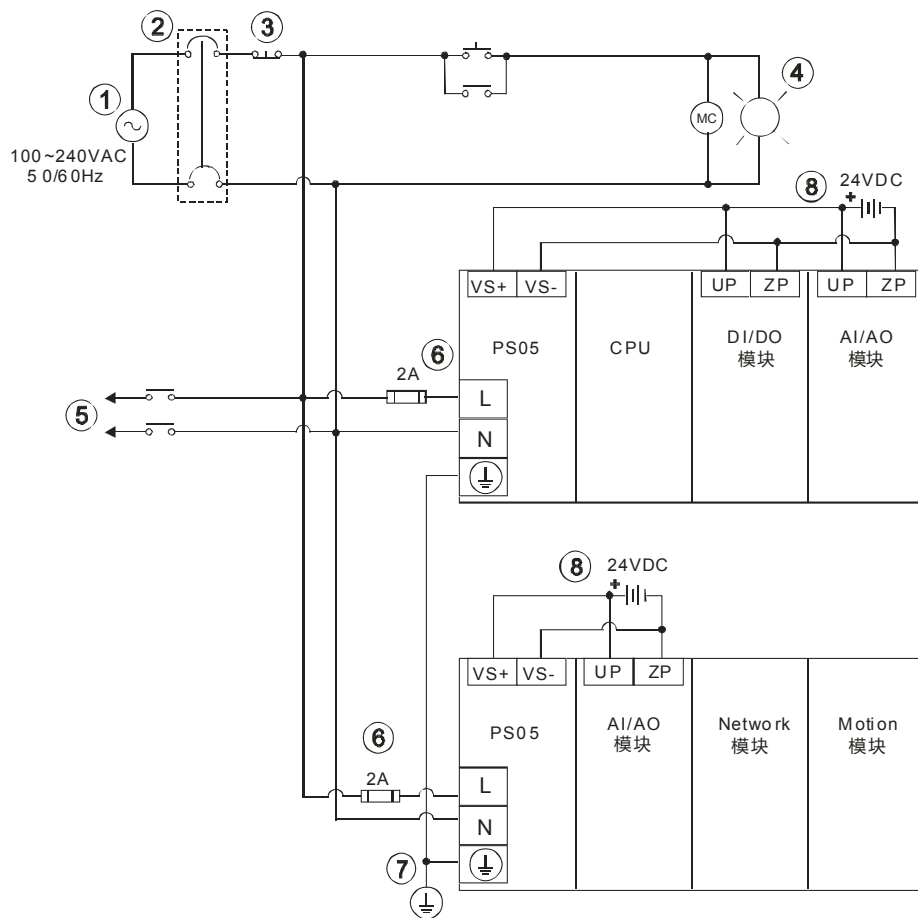 ②
③
①
④
MC
100~240VAC
50/60Hz
⑧ 24VDC
+
VS+ VS- UP ZP UP ZP
PS05 CPU DI/DO
模块 AI/AO
模块
⑥
2A
L
⑤
N
⑧ 24VDC
+
VS+ VS- UP ZP
PS05 AI/AO
模块 Network
模块 Motion
模块
⑥
2A
L
N
⑦